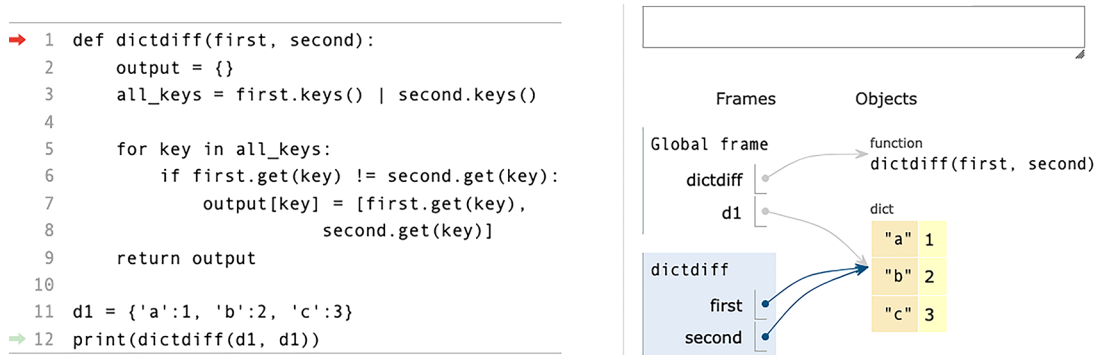 1 def dictdiff(first, second):
2     output = {}
3     all_keys = first.keys() | second.keys()
4
5     for key in all_keys:
6         if first.get(key) != second.get(key):
7             output[key] = [first.get(key),
8                            second.get(key)]
9     return output
10
11 d1 = {'a':1, 'b':2, 'c':3}
12 print(dictdiff(d1, d1))
Frames Objects
Global frame
dictdiff
d1
function
dictdiff(first, second)
dict
"a" 1
"b" 2
"c" 3
dictdiff
first
second